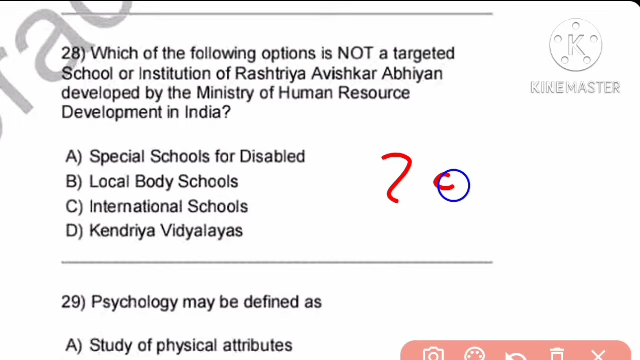 K
KINEMASTER
28) Which of the following options is NOT a targeted
School or Institution of Rashtriya Avishkar Abhiyan
developed by the Ministry of Human Resource
Development in India?
A) Special Schools for Disabled
B) Local Body Schools
C) International Schools
D) Kendriya Vidyalayas
29) Psychology may be defined as
A) Study of physical attributes